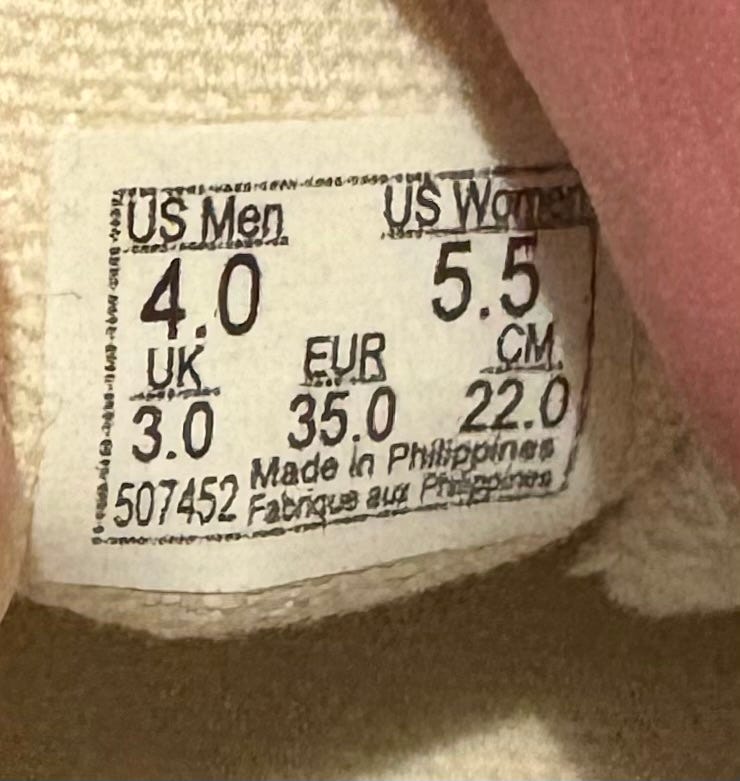 US Men US Women
4.0 5.5
UK EUR CM
3.0 35.0 22.0
507452 Made in Philippines
Fabrique aux Philippines